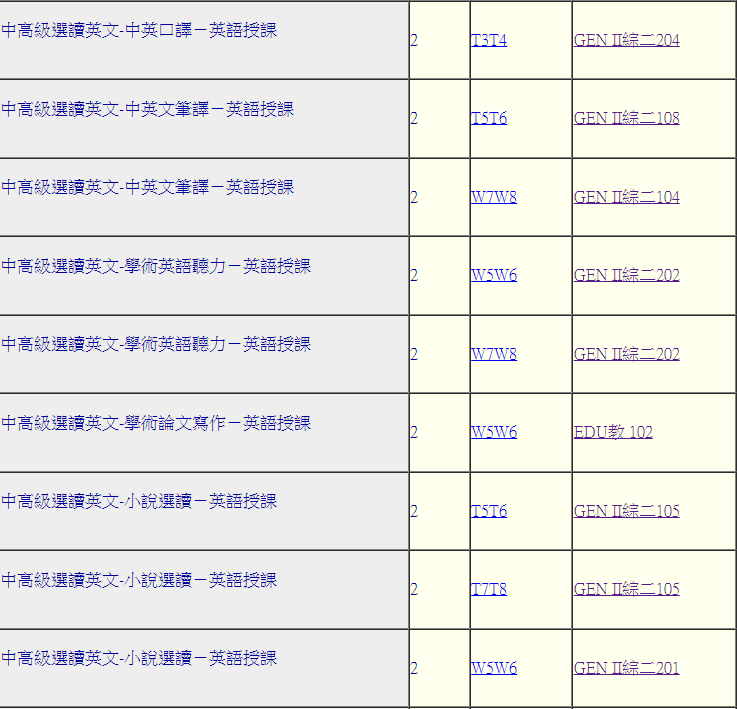 中高級選讀英文-中英口譯－英語授課 2 T3T4 GEN II綜二204
中高級選讀英文-中英文筆譯－英語授課 2 T5T6 GEN II綜二108
中高級選讀英文-中英文筆譯－英語授課 2 W7W8 GEN II綜二104
中高級選讀英文-學術英語聽力－英語授課 2 W5W6 GEN II綜二202
中高級選讀英文-學術英語聽力－英語授課 2 W7W8 GEN II綜二202
中高級選讀英文-學術論文寫作－英語授課 2 W5W6 EDU教 102
中高級選讀英文-小說選讀－英語授課 2 T5T6 GEN II綜二105
中高級選讀英文-小說選讀－英語授課 2 T7T8 GEN II綜二105
中高級選讀英文-小說選讀－英語授課 2 W5W6 GEN II綜二201